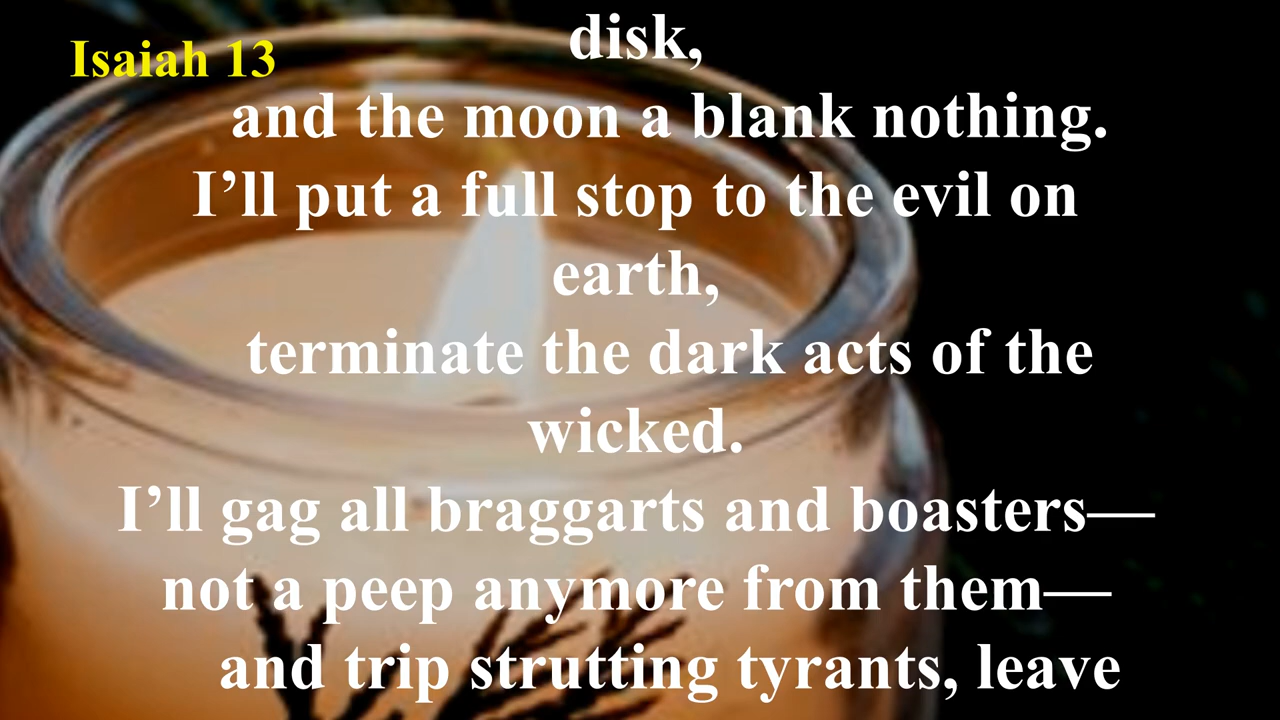 Isaiah 13
disk,
and the moon a blank nothing.
I’ll put a full stop to the evil on
earth,
terminate the dark acts of the
wicked.
I’ll gag all braggarts and boasters—
not a peep anymore from them—
and trip strutting tyrants, leave